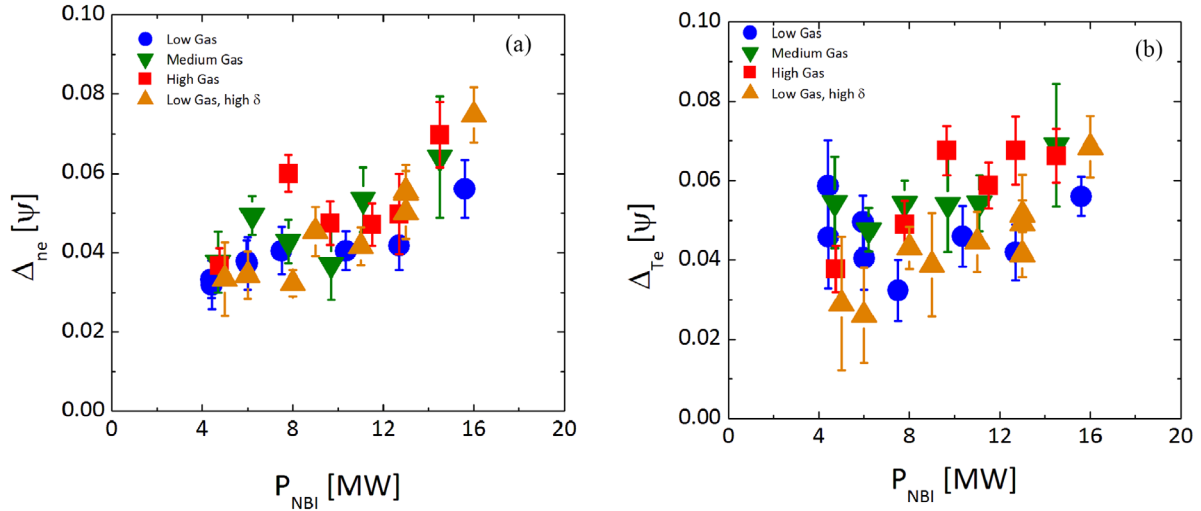 0.10
0.08
0.06
0.04
0.02
0.00
Δne [Ψ]
Low Gas
Medium Gas
High Gas
Low Gas, high δ
(a)
0 4 8 12 16 20
P NBI [MW]
0.10
0.08
0.06
0.04
0.02
0.00
ΔTe [Ψ]
Low Gas
Medium Gas
High Gas
Low Gas, high δ
(b)
0 4 8 12 16 20
P NBI [MW]